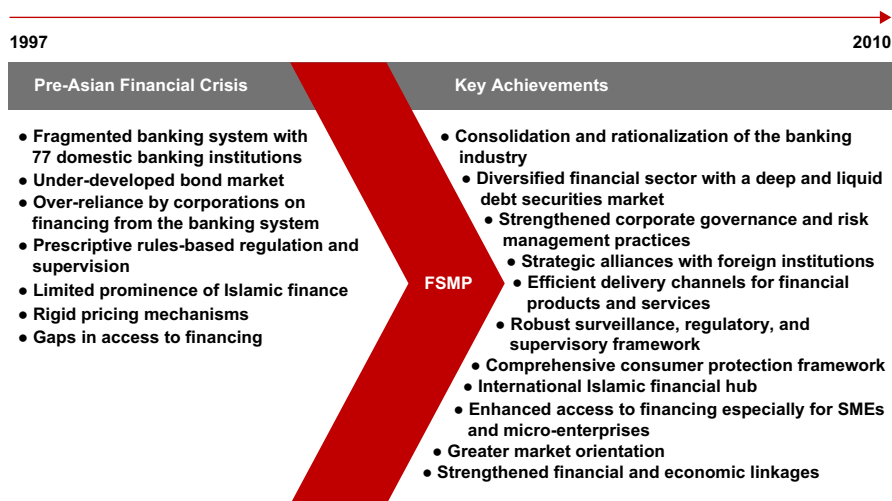 1997
2010
Pre-Asian Financial Crisis
● Fragmented banking system with
77 domestic banking institutions
● Under-developed bond market
● Over-reliance by corporations on
financing from the banking system
● Prescriptive rules-based regulation and
supervision
● Limited prominence of Islamic finance
● Rigid pricing mechanisms
● Gaps in access to financing
FSMP
Key Achievements
● Consolidation and rationalization of the banking
industry
● Diversified financial sector with a deep and liquid
debt securities market
● Strengthened corporate governance and risk
management practices
● Strategic alliances with foreign institutions
● Efficient delivery channels for financial
products and services
● Robust surveillance, regulatory, and
supervisory framework
● Comprehensive consumer protection framework
● International Islamic financial hub
● Enhanced access to financing especially for SMEs
and micro-enterprises
● Greater market orientation
● Strengthened financial and economic linkages